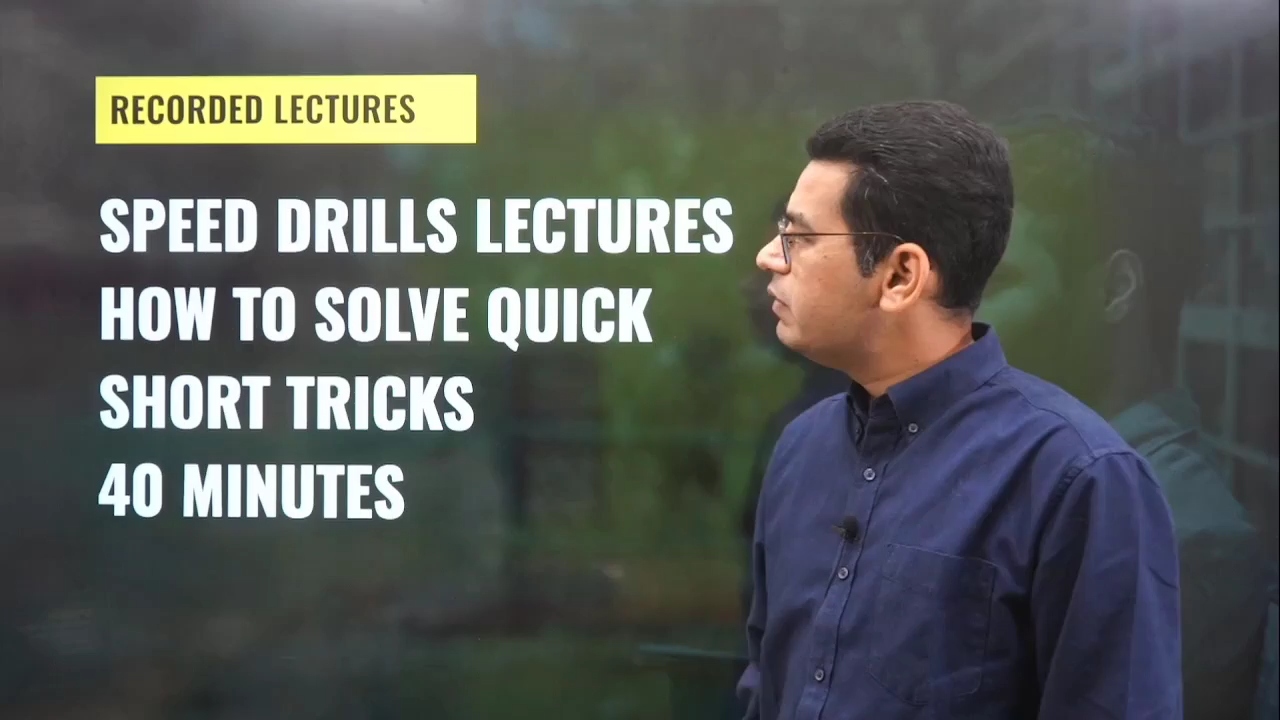 RECORDED LECTURES
SPEED DRILLS LECTURES
HOW TO SOLVE QUICK
SHORT TRICKS
40 MINUTES